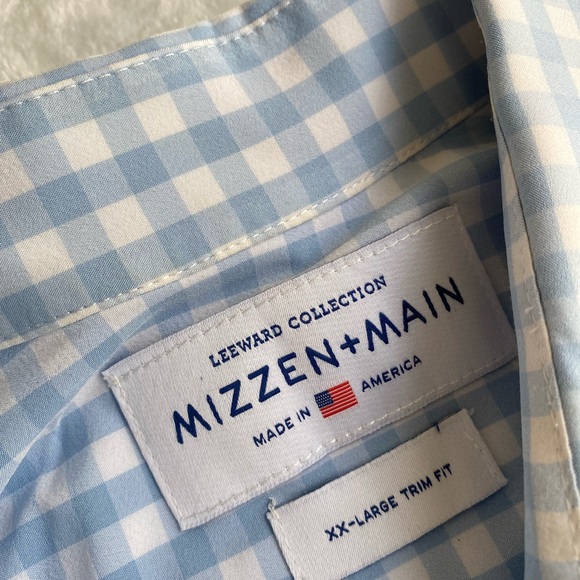 LEEWARD COLLECTION
MIZZEN+MAIN
MADE IN AMERICA
XX-LARGE TRIM FIT